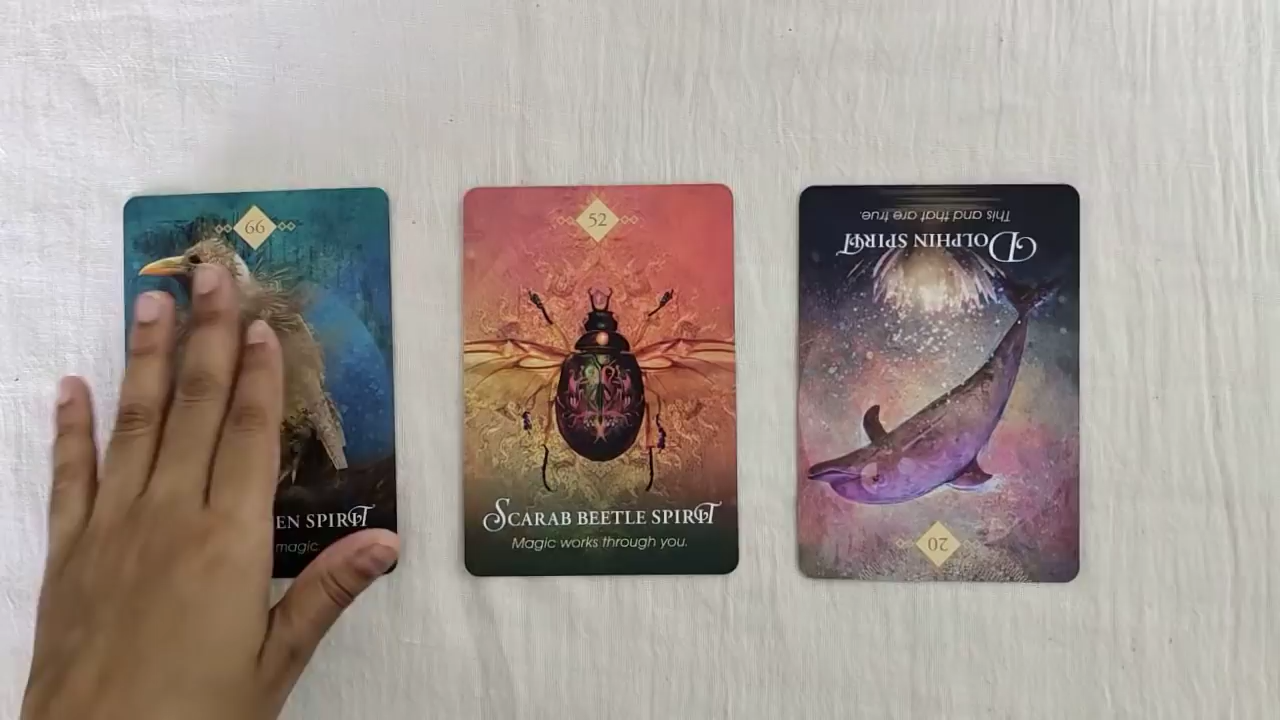 66
EN SPIRIT
magic.
52
SCARAB BEETLE SPIRIT
Magic works through you.
20
DOLPHIN SPIRIT
This and that are true.